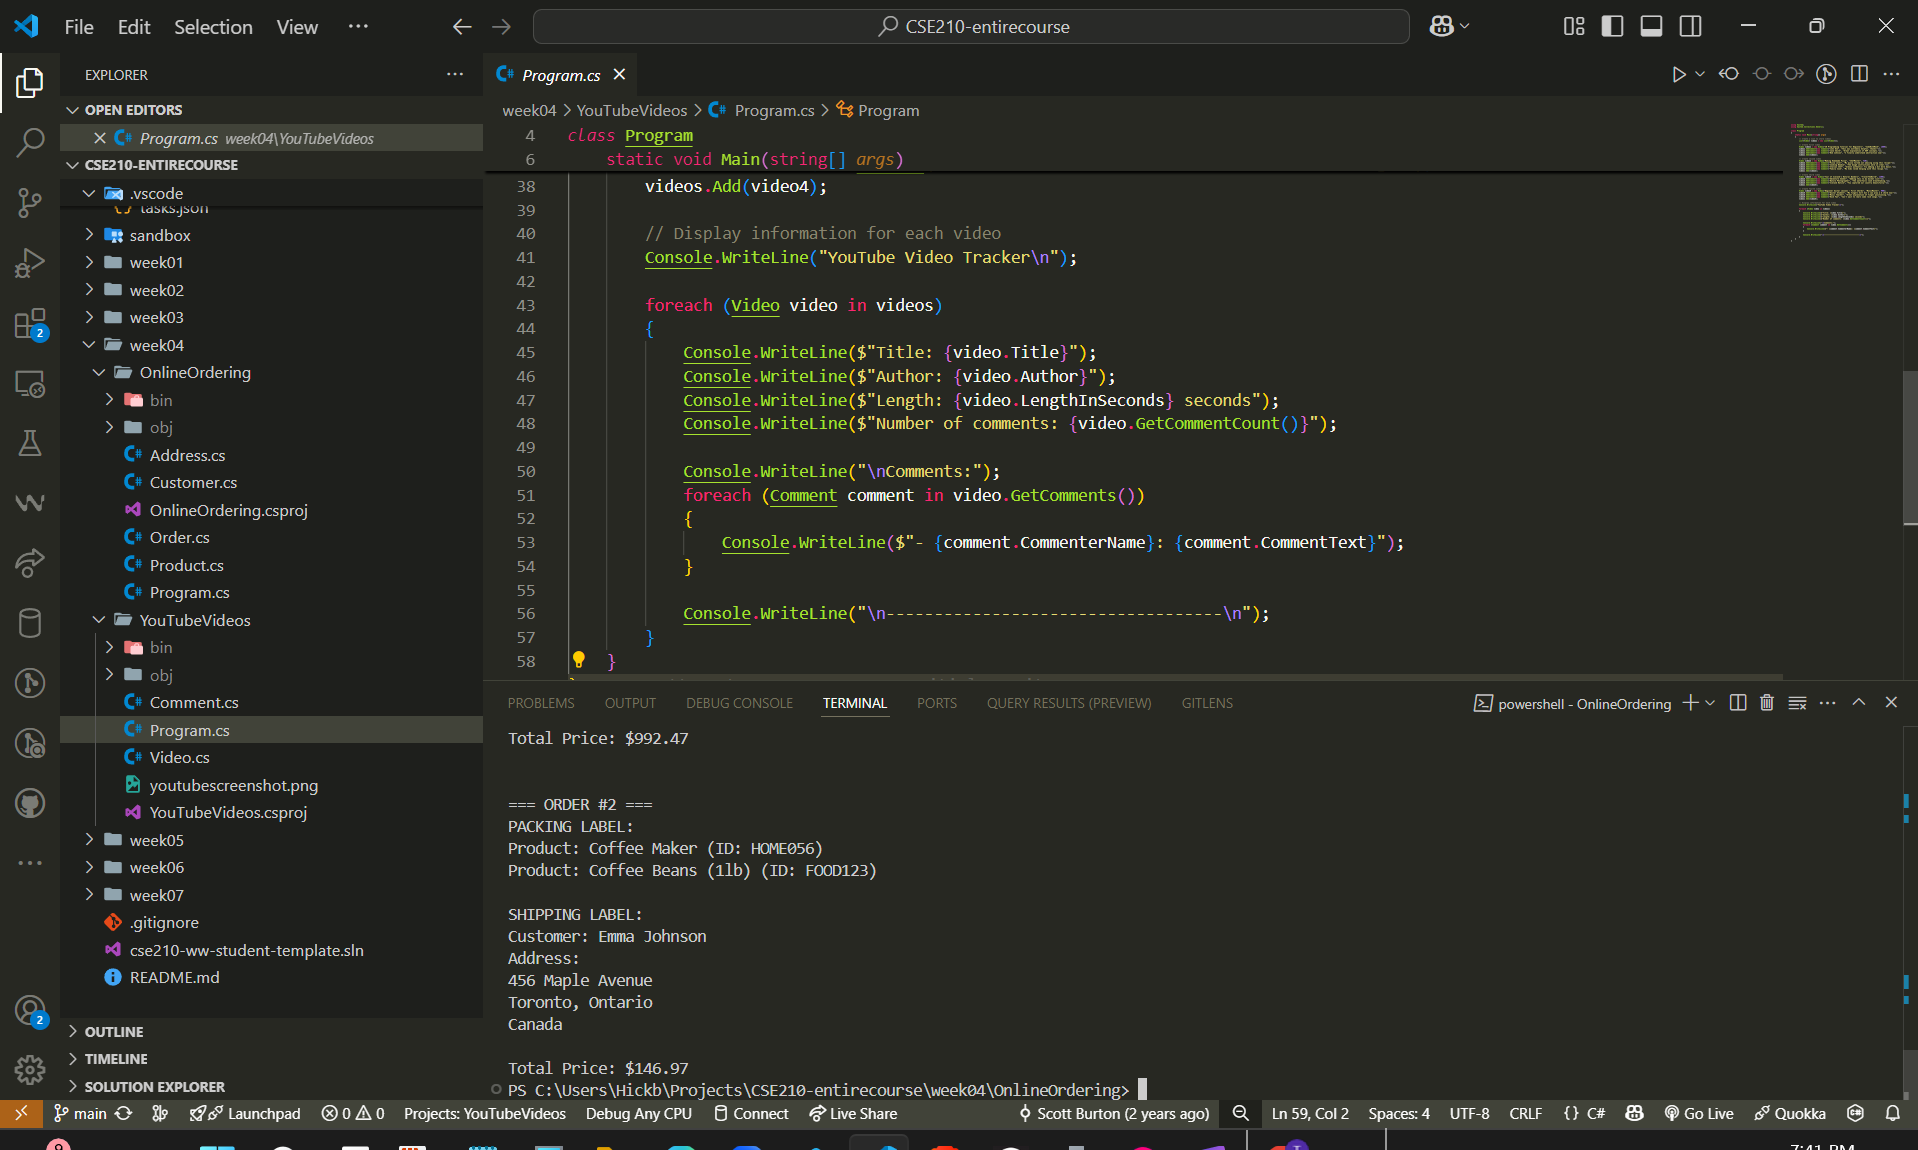 File Edit Selection View ···
CSE210-entirecourse
EXPLORER
OPEN EDITORS
Program.cs week04\YouTubeVideos
CSE210-ENTIRECOURSE
.vscode
tasks.json
sandbox
week01
week02
week03
week04
OnlineOrdering
bin
obj
Address.cs
Customer.cs
OnlineOrdering.csproj
Order.cs
Product.cs
Program.cs
YouTubeVideos
bin
obj
Comment.cs
Program.cs
Video.cs
youtubescreenshot.png
YouTubeVideos.csproj
week05
week06
week07
.gitignore
cse210-ww-student-template.sln
README.md
OUTLINE
TIMELINE
SOLUTION EXPLORER
2
2
Program.cs
week04 > YouTubeVideos > Program.cs > Program
4 class Program
6 static void Main(string[] args)
38 videos.Add(video4);
39
40 // Display information for each video
41 Console.WriteLine("YouTube Video Tracker\n");
42
43 foreach (Video video in videos)
44 {
45 Console.WriteLine($"Title: {video.Title}");
46 Console.WriteLine($"Author: {video.Author}");
47 Console.WriteLine($"Length: {video.LengthInSeconds} seconds");
48 Console.WriteLine($"Number of comments: {video.GetCommentCount()}");
49
50 Console.WriteLine("\nComments:");
51 foreach (Comment comment in video.GetComments())
52 {
53 Console.WriteLine($"- {comment.CommenterName}: {comment.CommentText}");
54 }
55
56 Console.WriteLine("\n-----------------------------------\n");
57 }
58 }
PROBLEMS OUTPUT DEBUG CONSOLE TERMINAL PORTS QUERY RESULTS (PREVIEW) GITLENS
powershell - OnlineOrdering
Total Price: $992.47
=== ORDER #2 ===
PACKING LABEL:
Product: Coffee Maker (ID: HOME056)
Product: Coffee Beans (1lb) (ID: FOOD123)
SHIPPING LABEL:
Customer: Emma Johnson
Address:
456 Maple Avenue
Toronto, Ontario
Canada
Total Price: $146.97
PS C:\Users\Hickb\Projects\CSE210-entirecourse\week04\OnlineOrdering>
main Launchpad 0 0 Projects: YouTubeVideos Debug Any CPU Connect Live Share Scott Burton (2 years ago) Ln 59, Col 2 Spaces: 4 UTF-8 CRLF {} C# Go Live Quokka
7:41 PM